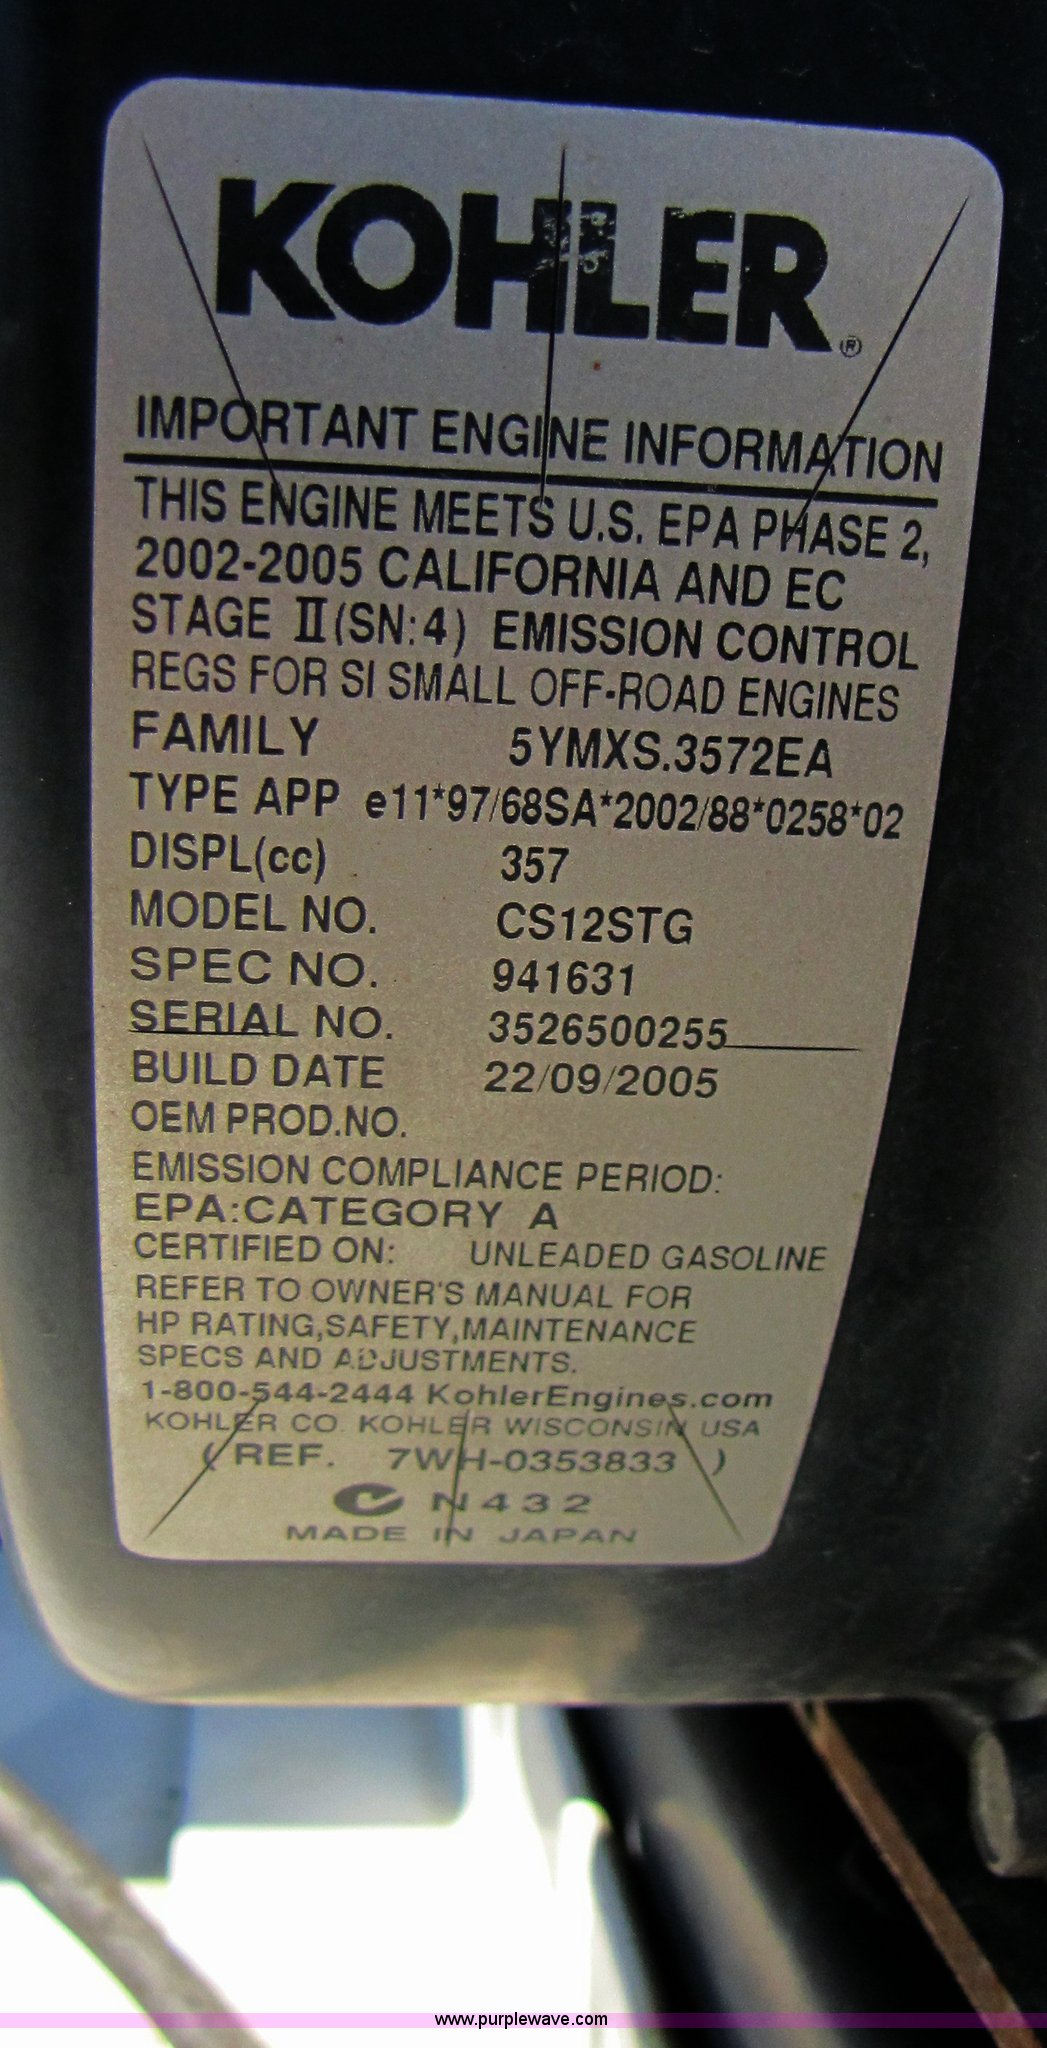 KOHLER®
IMPORTANT ENGINE INFORMATION
THIS ENGINE MEETS U.S. EPA PHASE 2,
2002-2005 CALIFORNIA AND EC
STAGE II(SN:4) EMISSION CONTROL
REGS FOR SI SMALL OFF-ROAD ENGINES
FAMILY 5YMXS.3572EA
TYPE APP e11*97/68SA*2002/88*0258*02
DISPL(cc) 357
MODEL NO. CS12STG
SPEC NO. 941631
SERIAL NO. 3526500255
BUILD DATE 22/09/2005
OEM PROD.NO.
EMISSION COMPLIANCE PERIOD:
EPA:CATEGORY A
CERTIFIED ON: UNLEADED GASOLINE
REFER TO OWNER'S MANUAL FOR
HP RATING,SAFETY,MAINTENANCE
SPECS AND ADJUSTMENTS.
1-800-544-2444 KohlerEngines.com
KOHLER CO. KOHLER WISCONSIN USA
(REF. 7WH-0353833 )
N432
MADE IN JAPAN
www.purplewave.com